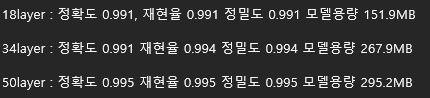 18layer : 정확도 0.991, 재현율 0.991 정밀도 0.991 모델용량 151.9MB
34layer : 정확도 0.991 재현율 0.994 정밀도 0.994 모델용량 267.9MB
50layer : 정확도 0.995 재현율 0.995 정밀도 0.995 모델용량 295.2MB